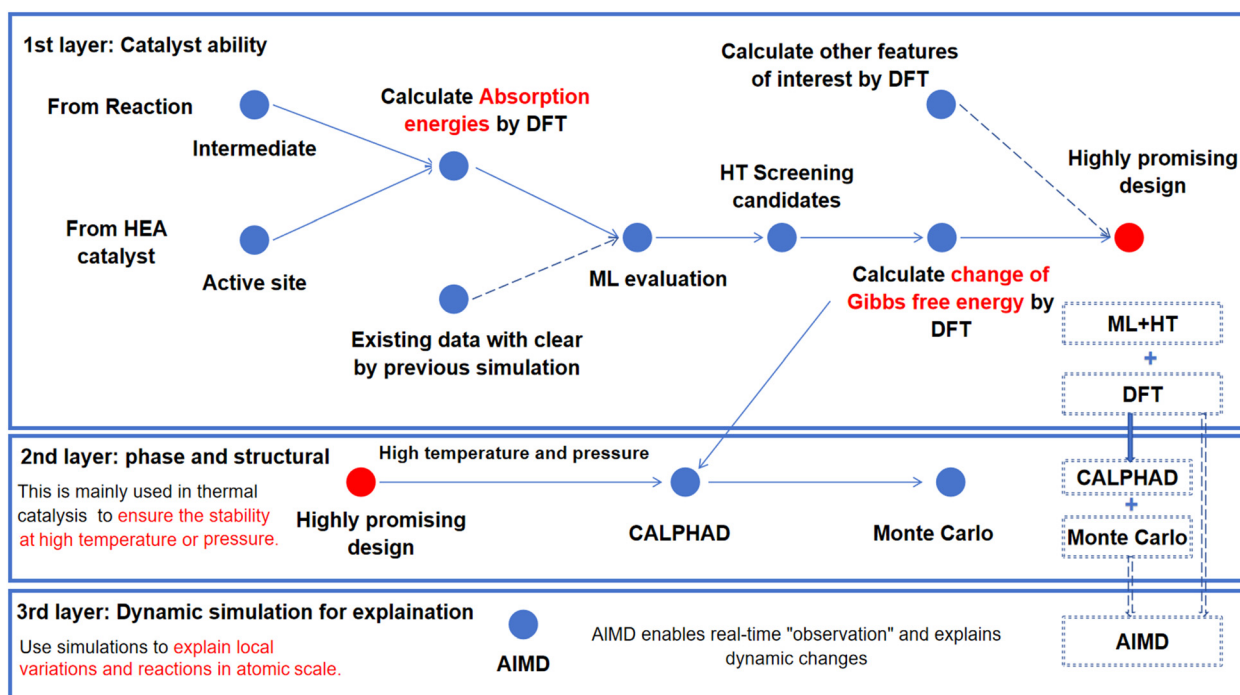 1st layer: Catalyst ability
From Reaction
Intermediate
From HEA
catalyst
Active site
Calculate Absorption
energies by DFT
Existing data with clear
by previous simulation
ML evaluation
HT Screening
candidates
Calculate other features
of interest by DFT
Calculate change of
Gibbs free energy by
DFT
Highly promising
design
ML+HT
+
DFT
2nd layer: phase and structural
This is mainly used in thermal
catalysis to ensure the stability
at high temperature or pressure.
Highly promising
design
High temperature and pressure
CALPHAD
Monte Carlo
CALPHAD
+
Monte Carlo
3rd layer: Dynamic simulation for explaination
Use simulations to explain local
variations and reactions in atomic scale.
AIMD
AIMD enables real-time "observation" and explains
dynamic changes
AIMD